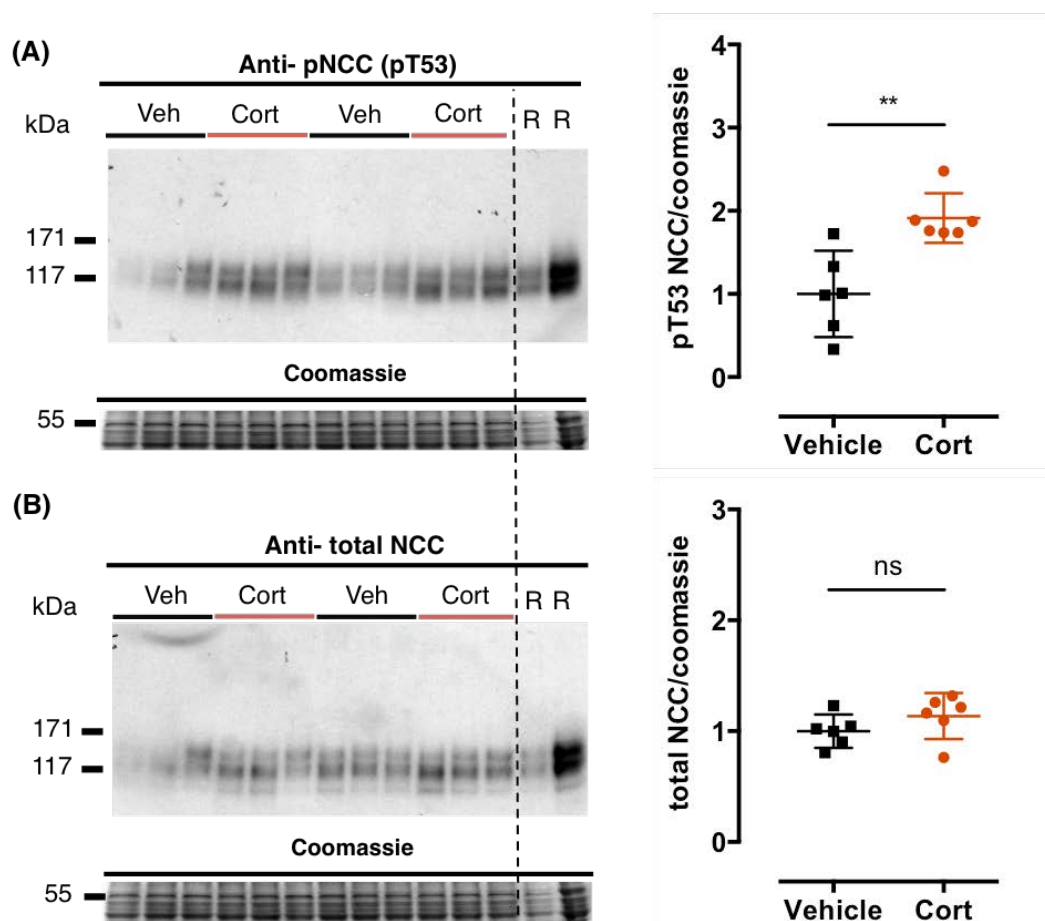 (A)
Anti- pNCC (pT53)
kDa
Veh Cort Veh Cort R R
171
117
Coomassie
55
pT53 NCC/coomassie
4
3
2
1
0
**
Vehicle Cort
(B)
Anti- total NCC
kDa
Veh Cort Veh Cort R R
171
117
Coomassie
55
total NCC/coomassie
3
2
1
0
ns
Vehicle Cort